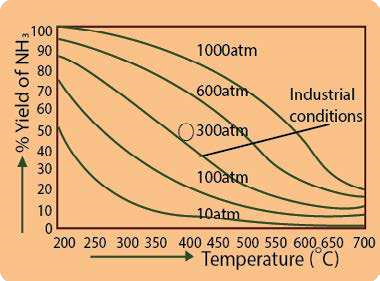 % Yield of NH₃
100
90
80
70
60
50
40
30
20
10
0
1000atm
600atm
Industrial
conditions
300atm
100atm
10atm
200 250 300 350 400 450 500 550 600 650 700
Temperature (°C)